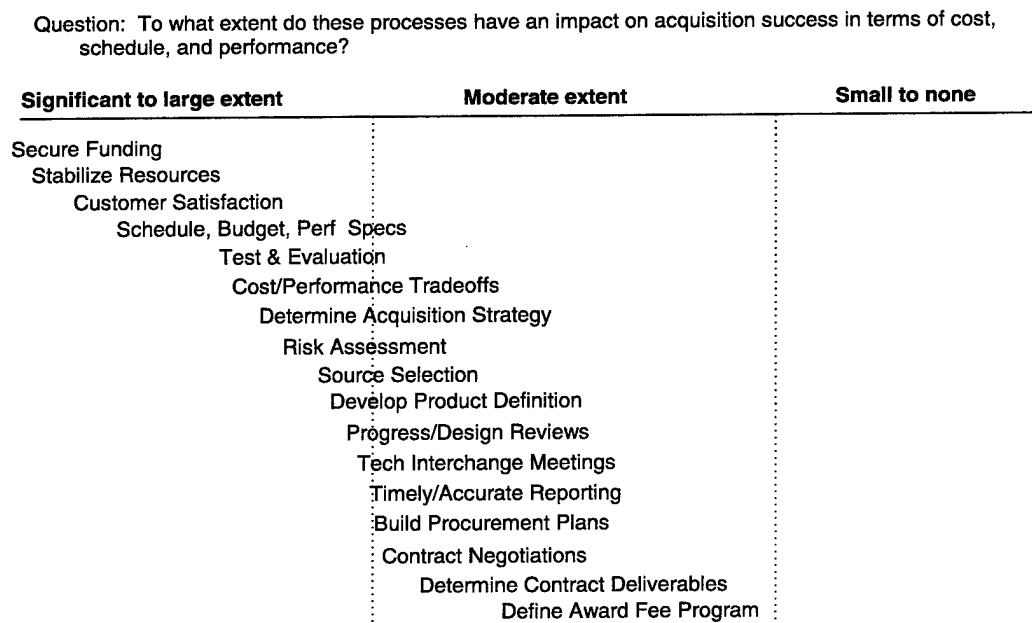 Question: To what extent do these processes have an impact on acquisition success in terms of cost,
schedule, and performance?
Significant to large extent Moderate extent Small to none
Secure Funding
Stabilize Resources
Customer Satisfaction
Schedule, Budget, Perf Specs
Test & Evaluation
Cost/Performance Tradeoffs
Determine Acquisition Strategy
Risk Assessment
Source Selection
Develop Product Definition
Progress/Design Reviews
Tech Interchange Meetings
Timely/Accurate Reporting
Build Procurement Plans
Contract Negotiations
Determine Contract Deliverables
Define Award Fee Program